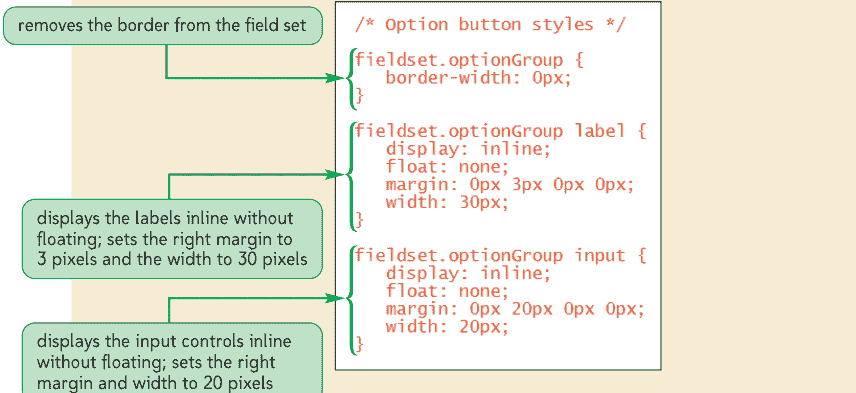 removes the border from the field set
/* Option button styles */
fieldset.optionGroup {
border-width: 0px;
}
fieldset.optionGroup label {
display: inline;
float: none;
margin: 0px 3px 0px 0px;
width: 30px;
}
displays the labels inline without
floating; sets the right margin to
3 pixels and the width to 30 pixels
fieldset.optionGroup input {
display: inline;
float: none;
margin: 0px 20px 0px 0px;
width: 20px;
}
displays the input controls inline
without floating; sets the right
margin and width to 20 pixels